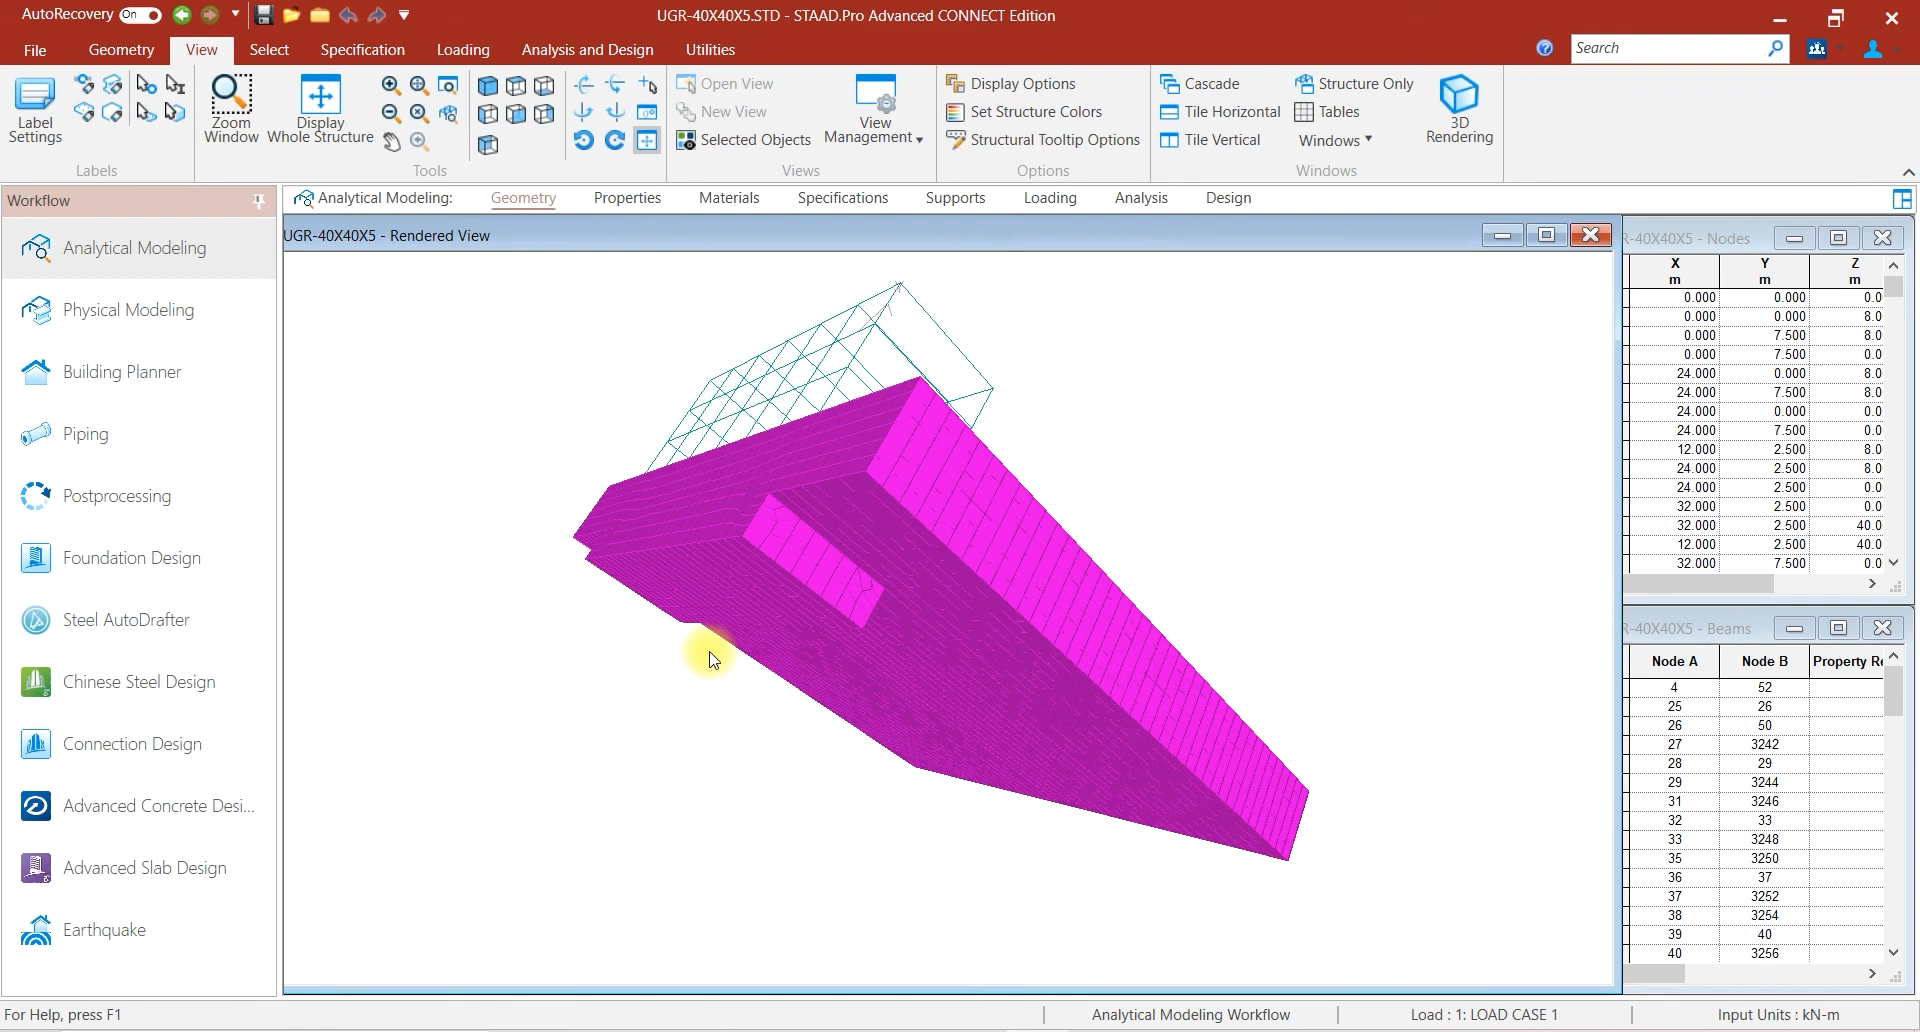 AutoRecovery On
UGR-40X40X5.STD - STAAD.Pro Advanced CONNECT Edition
File Geometry View Select Specification Loading Analysis and Design Utilities
Search
Label Settings
Labels
Zoom Window
Display Whole Structure
Tools
Open View
New View
Selected Objects
View Management
Views
Display Options
Set Structure Colors
Structural Tooltip Options
Options
Cascade
Tile Horizontal
Tile Vertical
Structure Only
Tables
Windows
Windows
3D Rendering
Workflow
Analytical Modeling
Physical Modeling
Building Planner
Piping
Postprocessing
Foundation Design
Steel AutoDrafter
Chinese Steel Design
Connection Design
Advanced Concrete Desi...
Advanced Slab Design
Earthquake
Analytical Modeling: Geometry Properties Materials Specifications Supports Loading Analysis Design
UGR-40X40X5 - Rendered View
R-40X40X5 - Nodes
X Y Z
m m m
0.000 0.000 0.0
0.000 0.000 8.0
0.000 7.500 8.0
0.000 7.500 0.0
24.000 0.000 8.0
24.000 7.500 8.0
24.000 0.000 0.0
24.000 7.500 0.0
12.000 2.500 8.0
24.000 2.500 8.0
24.000 2.500 0.0
32.000 2.500 0.0
32.000 2.500 40.0
12.000 2.500 40.0
32.000 7.500 0.0
R-40X40X5 - Beams
Node A Node B Property Re
4 52
25 26
26 50
27 3242
28 29
29 3244
31 3246
32 33
33 3248
35 3250
36 37
37 3252
38 3254
39 40
40 3256
For Help, press F1
Analytical Modeling Workflow
Load : 1: LOAD CASE 1
Input Units : kN-m